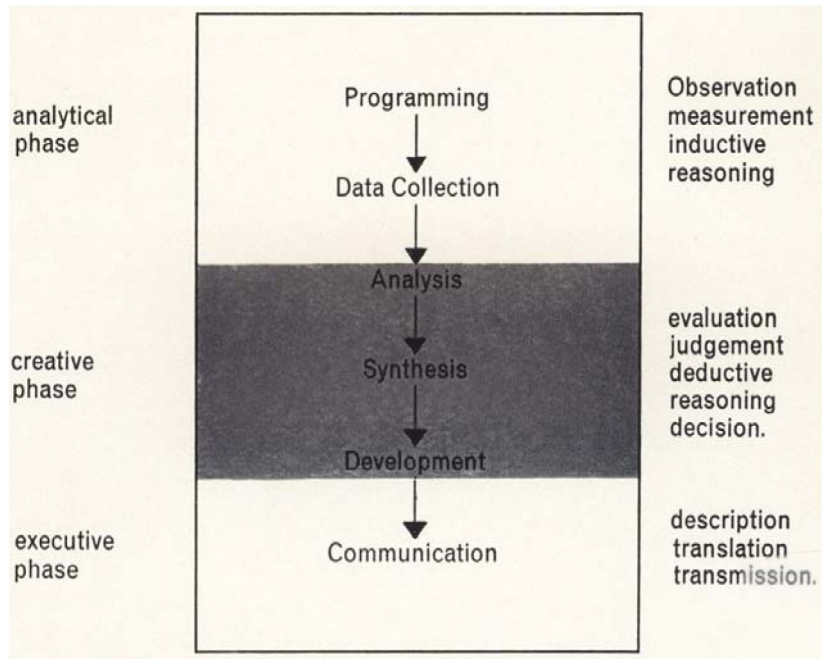 analytical
phase
Programming
Data Collection
Observation
measurement
inductive
reasoning
creative
phase
Analysis
Synthesis
Development
evaluation
judgement
deductive
reasoning
decision.
executive
phase
Communication
description
translation
transmission.